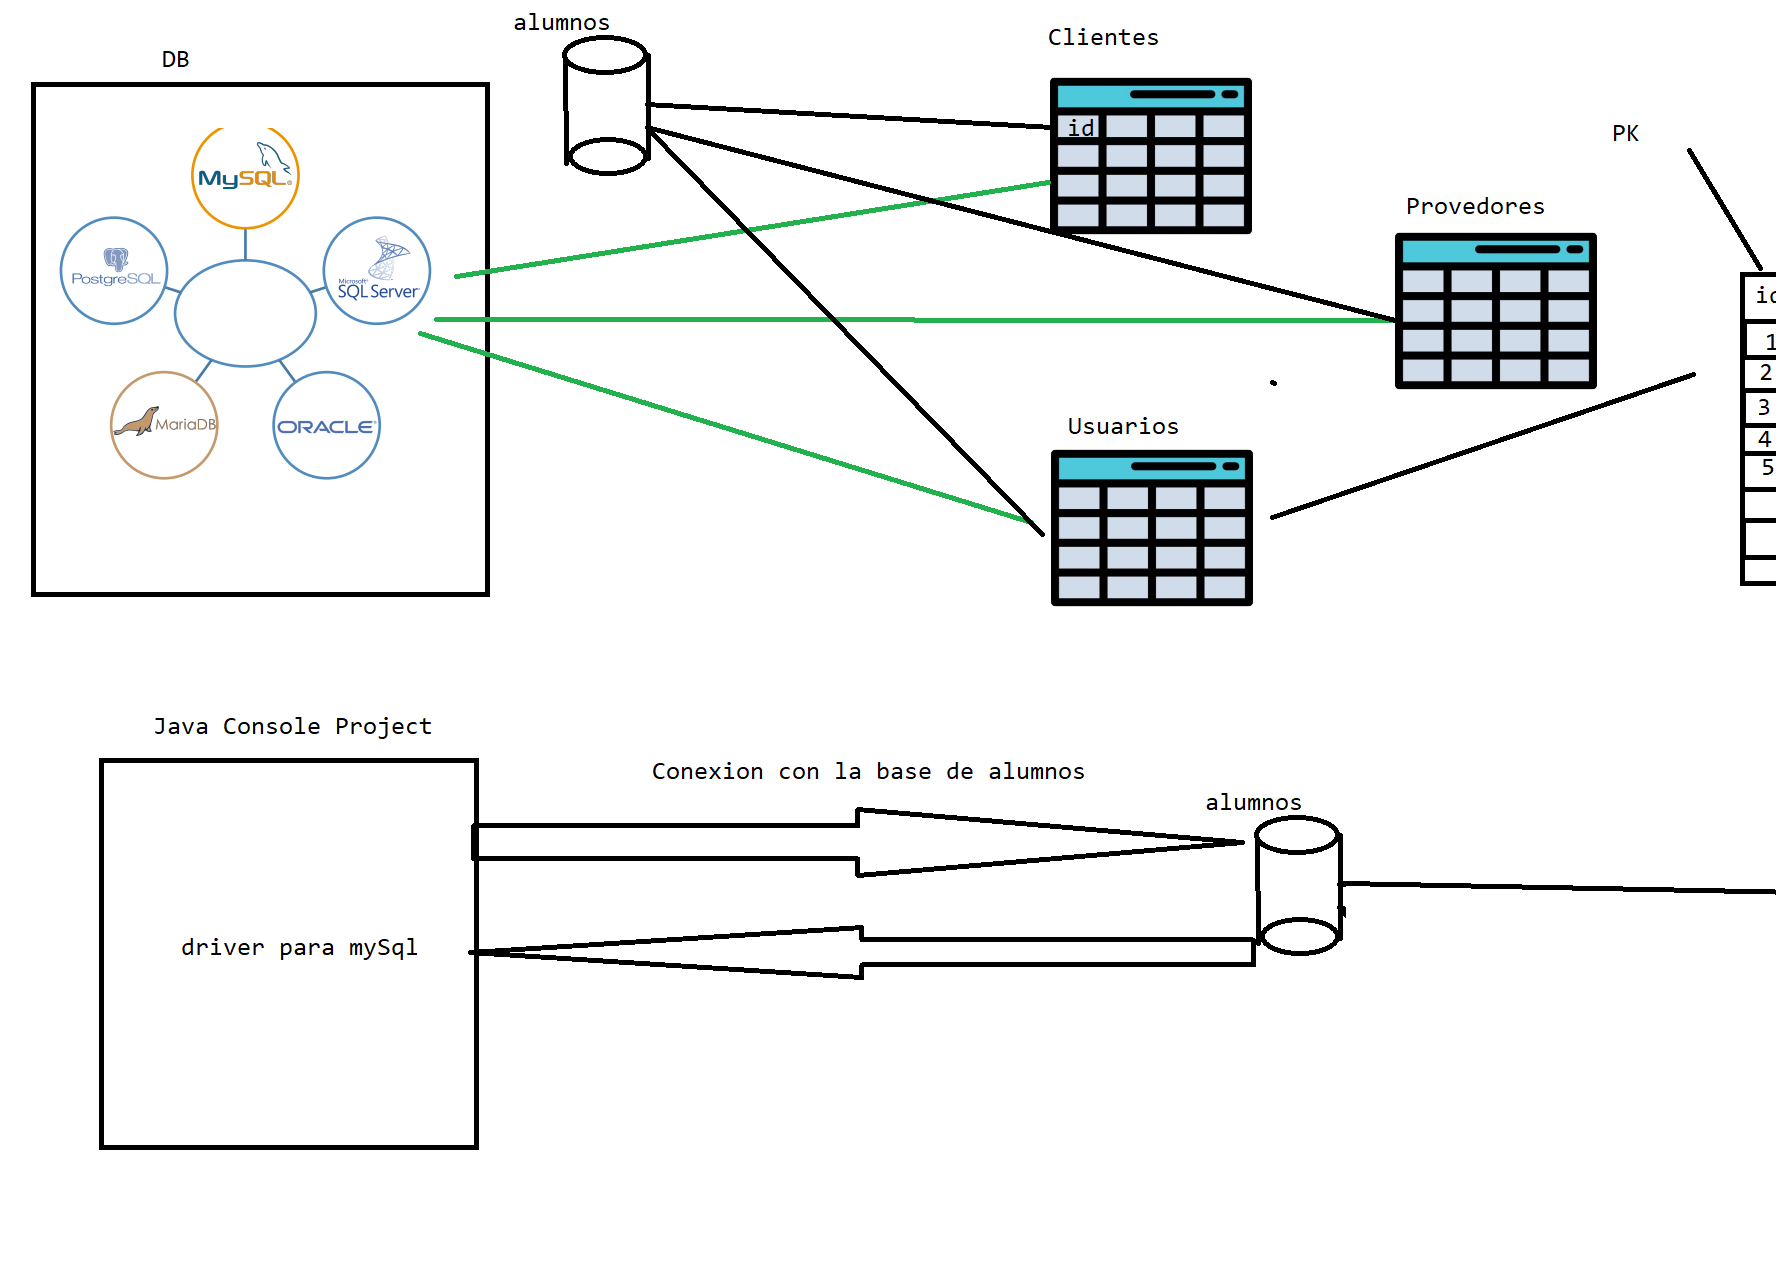 alumnos
Clientes
DB
id
PK
MySQL
Provedores
PostgreSQL
Microsoft
SQL Server
id
1
2
3
4
5
Usuarios
MariaDB
ORACLE
Java Console Project
Conexion con la base de alumnos
alumnos
driver para mySql